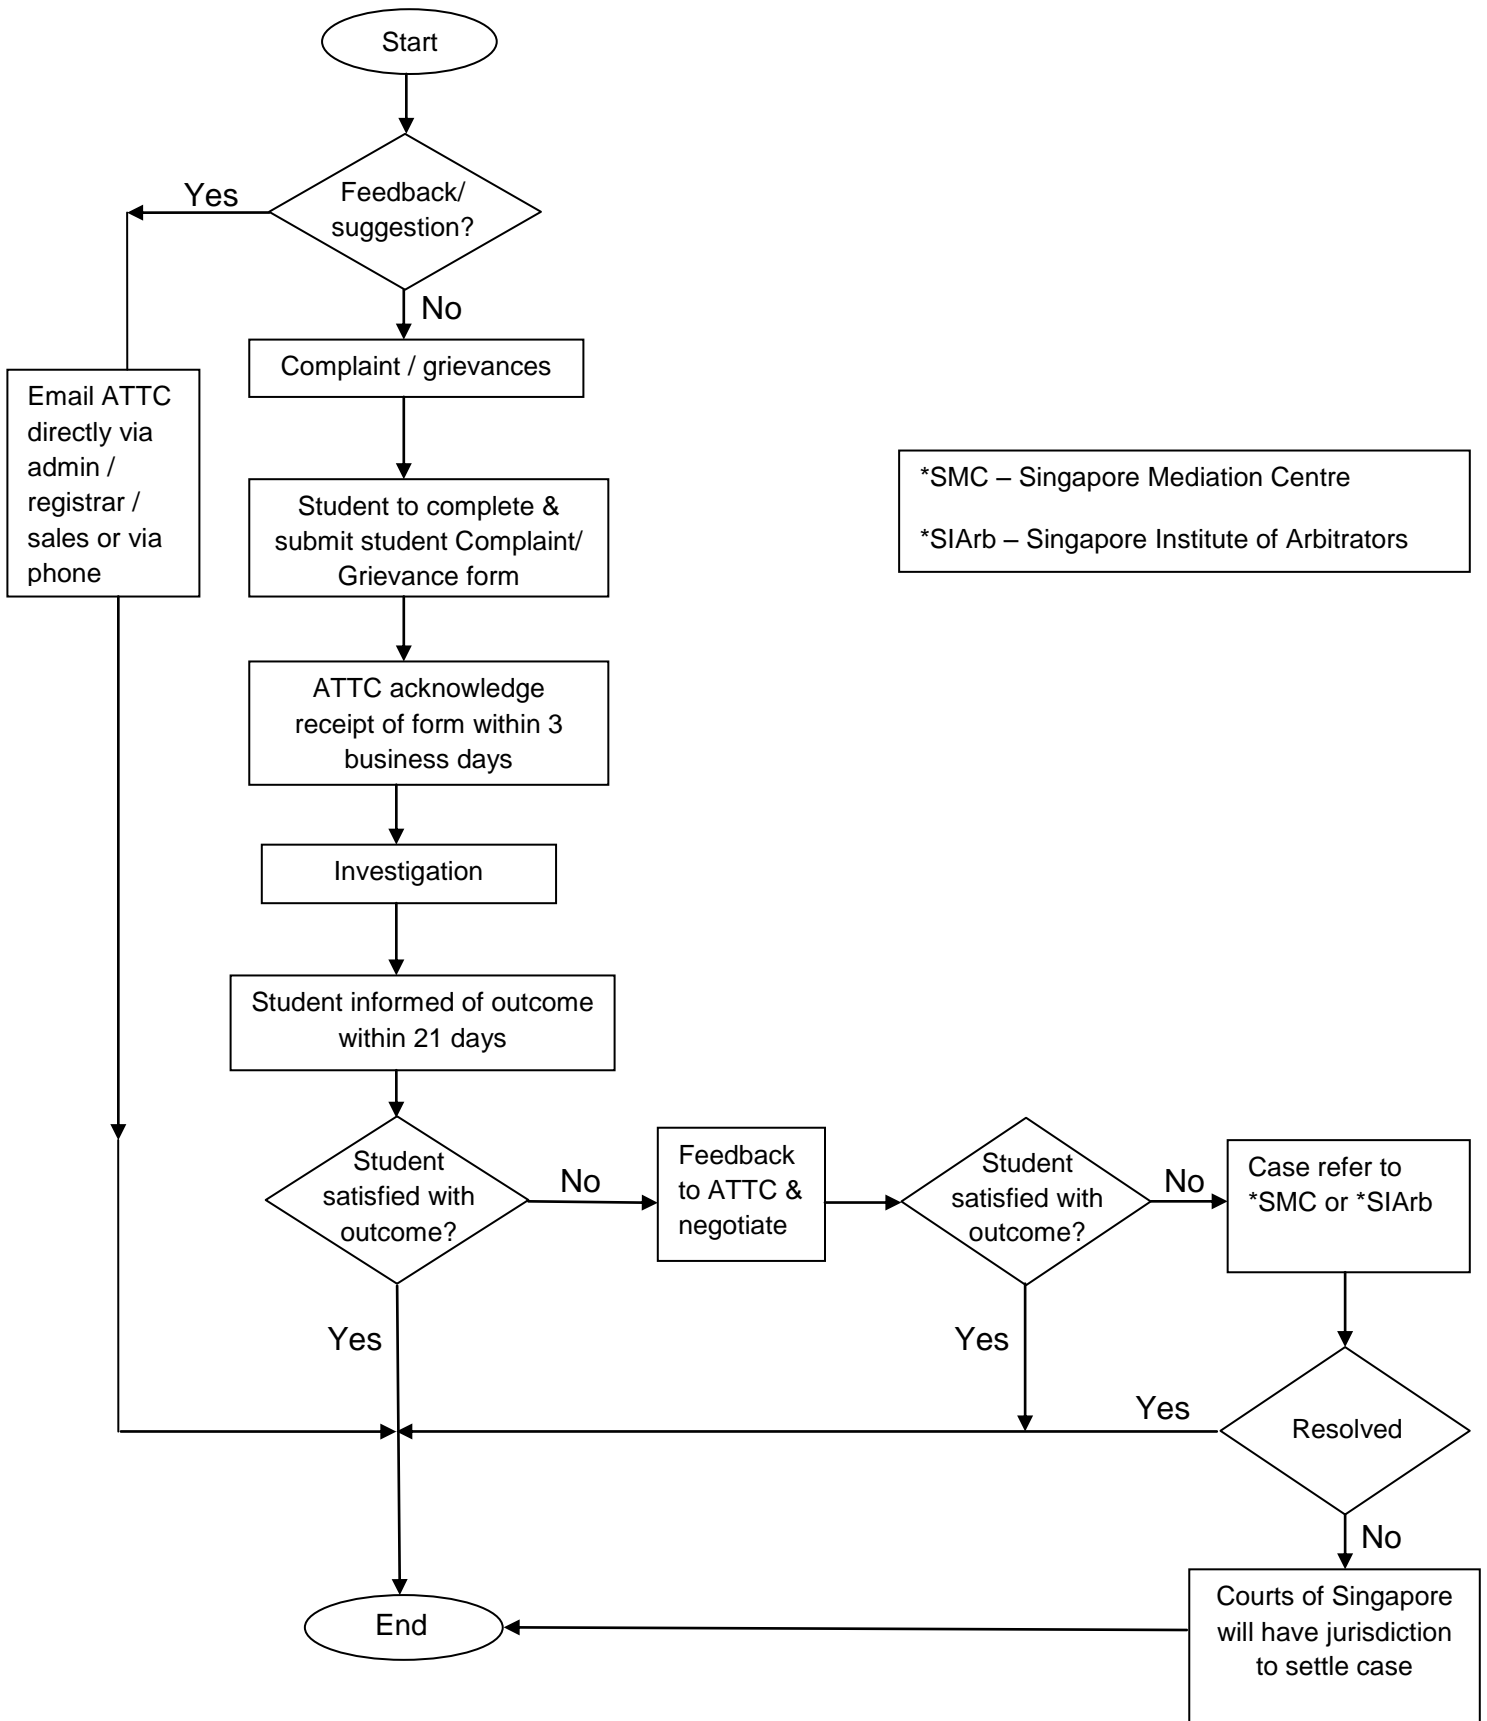 Start
Feedback/
suggestion?
Yes
No
Complaint / grievances
Email ATTC
directly via
admin /
registrar /
sales or via
phone
Student to complete &
submit student Complaint/
Grievance form
*SMC – Singapore Mediation Centre
*SIArb – Singapore Institute of Arbitrators
ATTC acknowledge
receipt of form within 3
business days
Investigation
Student informed of outcome
within 21 days
Student
satisfied with
outcome?
No
Feedback
to ATTC &
negotiate
Student
satisfied with
outcome?
No
Case refer to
*SMC or *SIArb
Yes
Yes
Yes
Resolved
No
Courts of Singapore
will have jurisdiction
to settle case
End